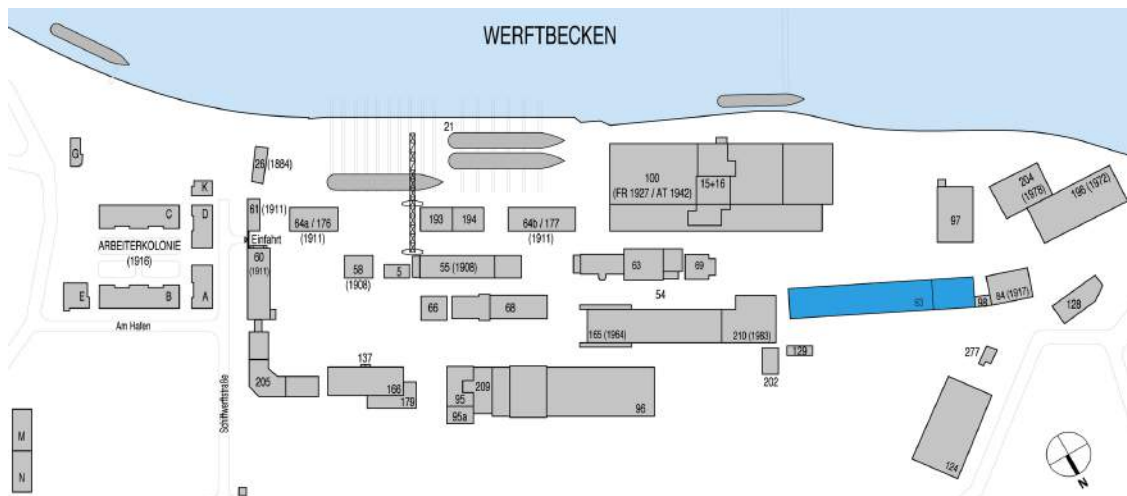 WERFTBECKEN
21
G
26 (1884)
K
C
D
61 (1911)
64a / 176
(1911)
193
194
64b / 177
(1911)
100
(FR 1927 / AT 1942)
15+16
97
204
(1978)
196 (1972)
ARBEITERKOLONIE
(1916)
Einfahrt
60
(1911)
58
(1908)
5
55 (1908)
63
69
54
E
B
A
66
68
165 (1964)
210 (1983)
98
84 (1917)
128
Am Hafen
Schiffwerftstraße
205
137
166
179
95
95a
209
96
129
202
277
124
M
N
N